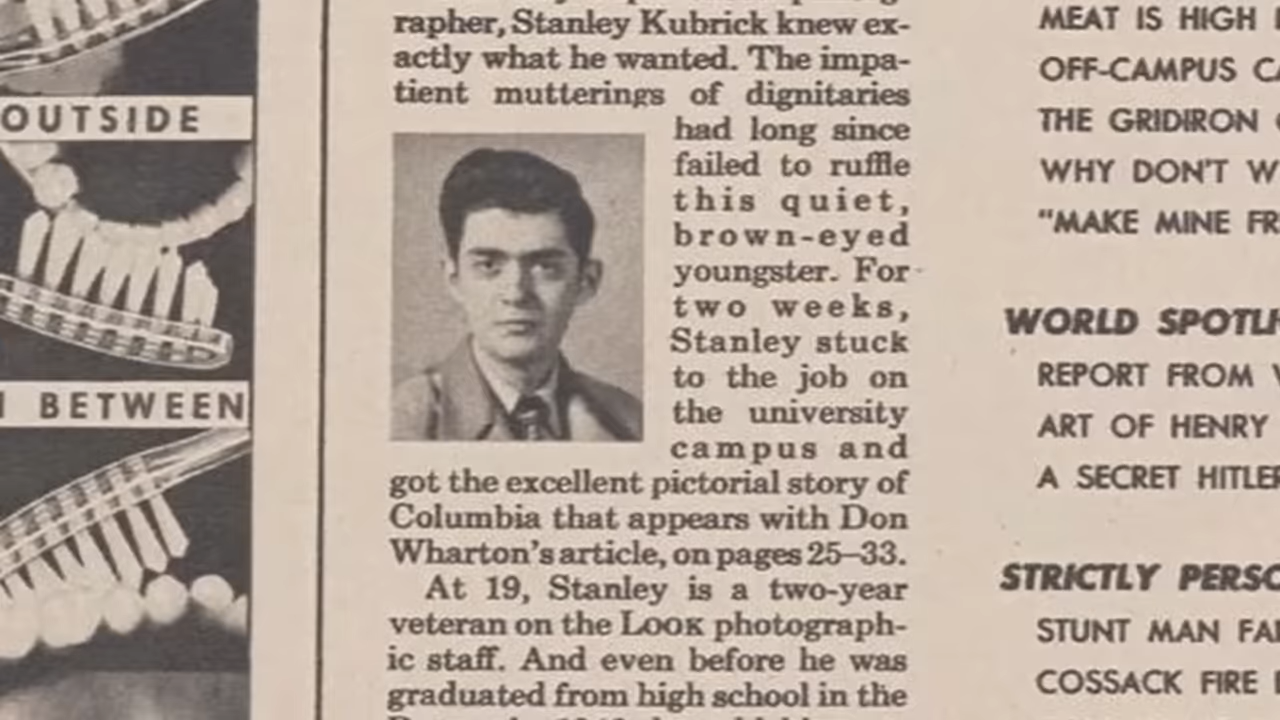 OUTSIDE
BETWEEN
rapher, Stanley Kubrick knew ex-
actly what he wanted. The impa-
tient mutterings of dignitaries
had long since
failed to ruffle
this quiet,
brown-eyed
youngster. For
two weeks,
Stanley stuck
to the job on
the university
campus and
got the excellent pictorial story of
Columbia that appears with Don
Wharton's article, on pages 25–33.
At 19, Stanley is a two-year
veteran on the LOOK photograph-
ic staff. And even before he was
graduated from high school in the
MEAT IS HIGH
OFF-CAMPUS
THE GRIDIRON
WHY DON'T
"MAKE MINE
WORLD
REPORT FROM
ART OF HENRY
A SECRET
STRICTLY
STUNT MAN
COSSACK FIRE